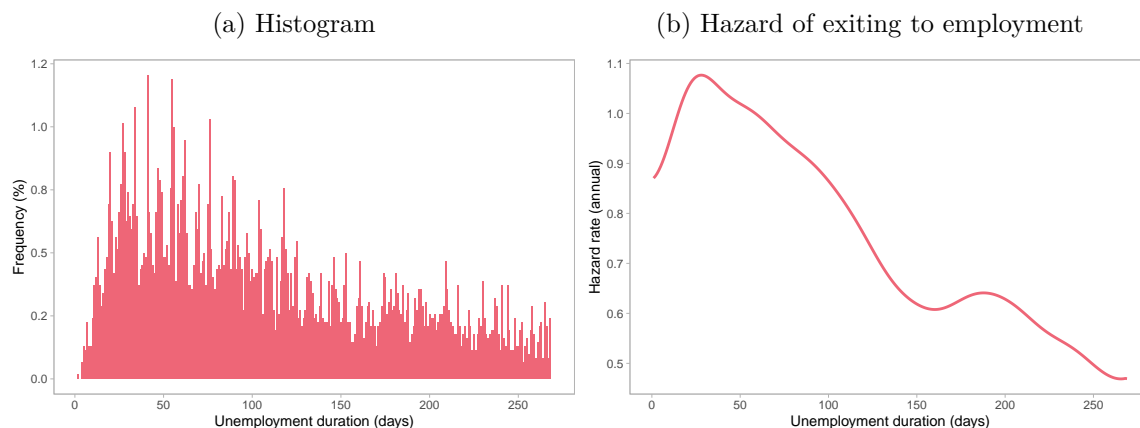 (a) Histogram
1.2
1.0
0.8
0.5
0.2
0.0
Frequency (%)
0 50 100 150 200 250
Unemployment duration (days)
(b) Hazard of exiting to employment
1.1
1.0
0.9
0.8
0.7
0.6
0.5
Hazard rate (annual)
0 50 100 150 200 250
Unemployment duration (days)